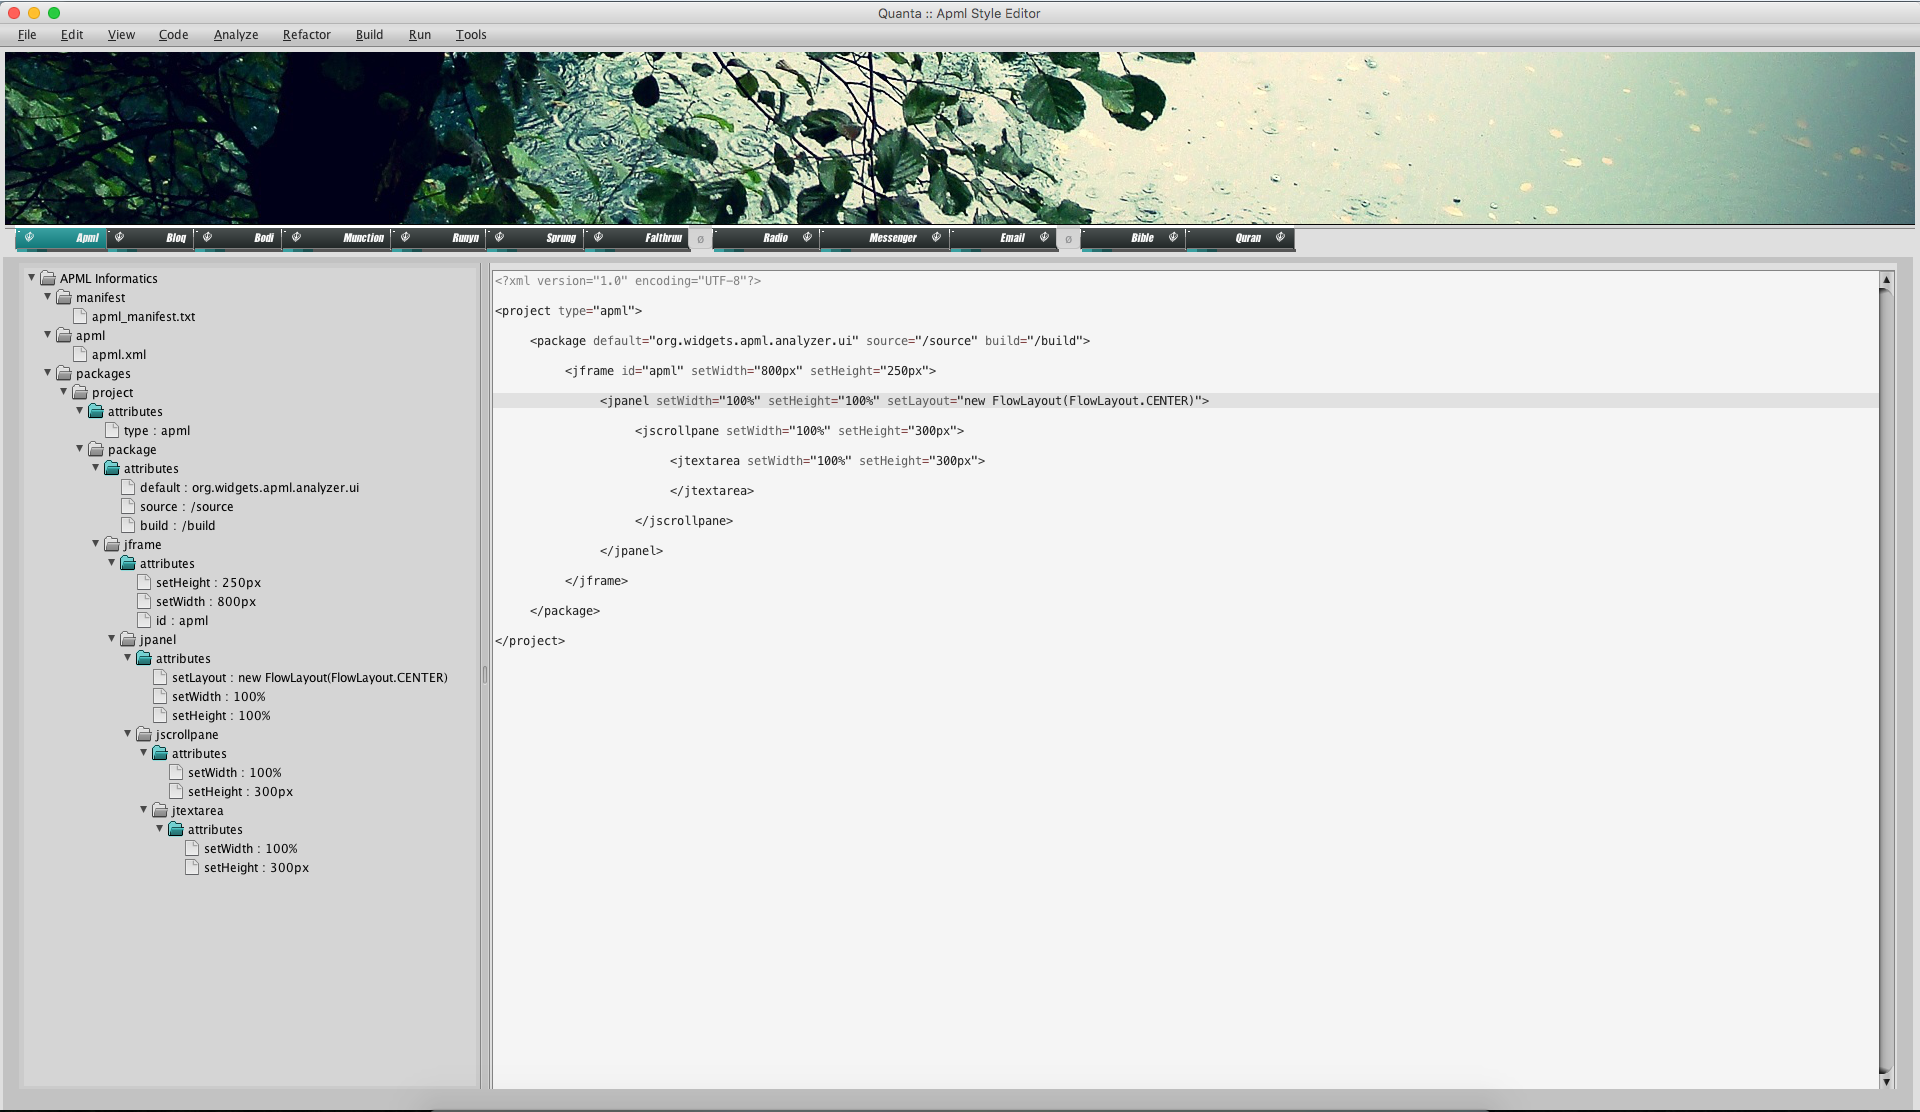 Quanta :: Apml Style Editor
File Edit View Code Analyze Refactor Build Run Tools
Apml Bloq Bodi Munction Runyn Sprung Falthruu ø Radio Messenger Email ø Bible Quran
APML Informatics
manifest
apml_manifest.txt
apml
apml.xml
packages
project
attributes
type : apml
package
attributes
default : org.widgets.apml.analyzer.ui
source : /source
build : /build
jframe
attributes
setHeight : 250px
setWidth : 800px
id : apml
jpanel
attributes
setLayout : new FlowLayout(FlowLayout.CENTER)
setWidth : 100%
setHeight : 100%
jscrollpane
attributes
setWidth : 100%
setHeight : 300px
jtextarea
attributes
setWidth : 100%
setHeight : 300px
<?xml version="1.0" encoding="UTF-8"?>
<project type="apml">
<package default="org.widgets.apml.analyzer.ui" source="/source" build="/build">
<jframe id="apml" setWidth="800px" setHeight="250px">
<jpanel setWidth="100%" setHeight="100%" setLayout="new FlowLayout(FlowLayout.CENTER)">
<jscrollpane setWidth="100%" setHeight="300px">
<jtextarea setWidth="100%" setHeight="300px">
</jtextarea>
</jscrollpane>
</jpanel>
</jframe>
</package>
</project>